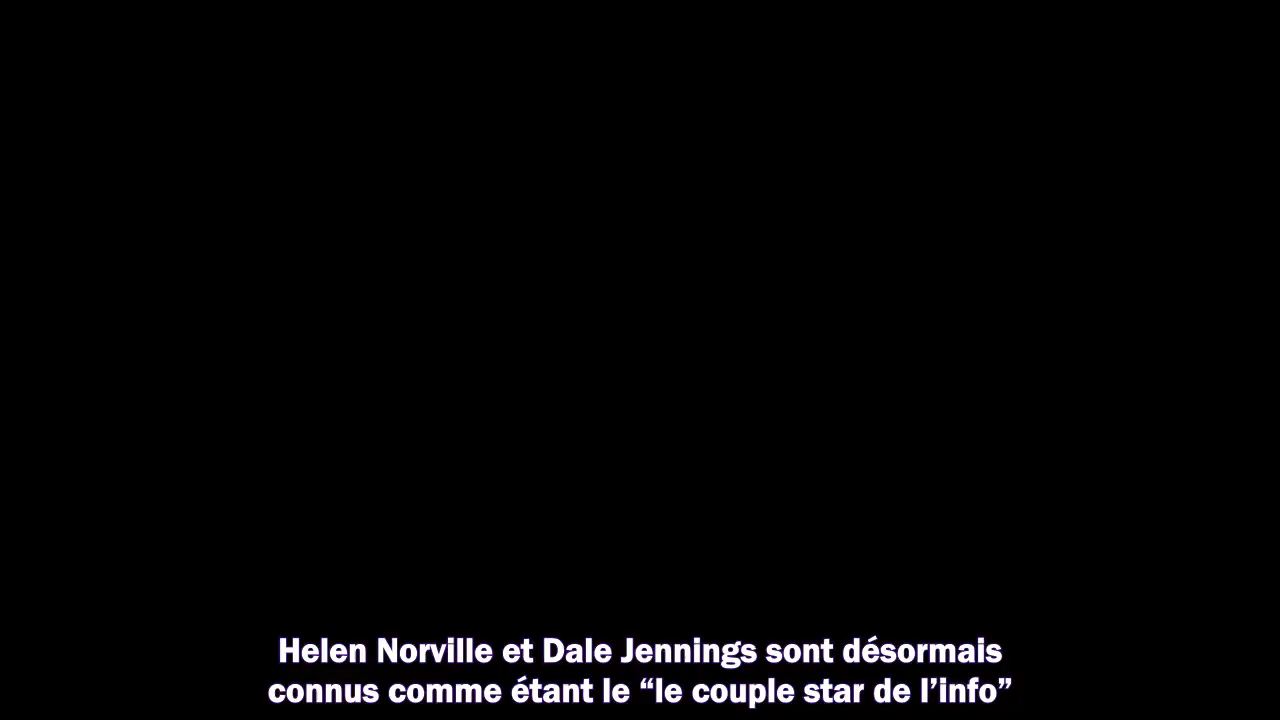 Helen Norville et Dale Jennings sont désormais
connus comme étant le “le couple star de l’info”